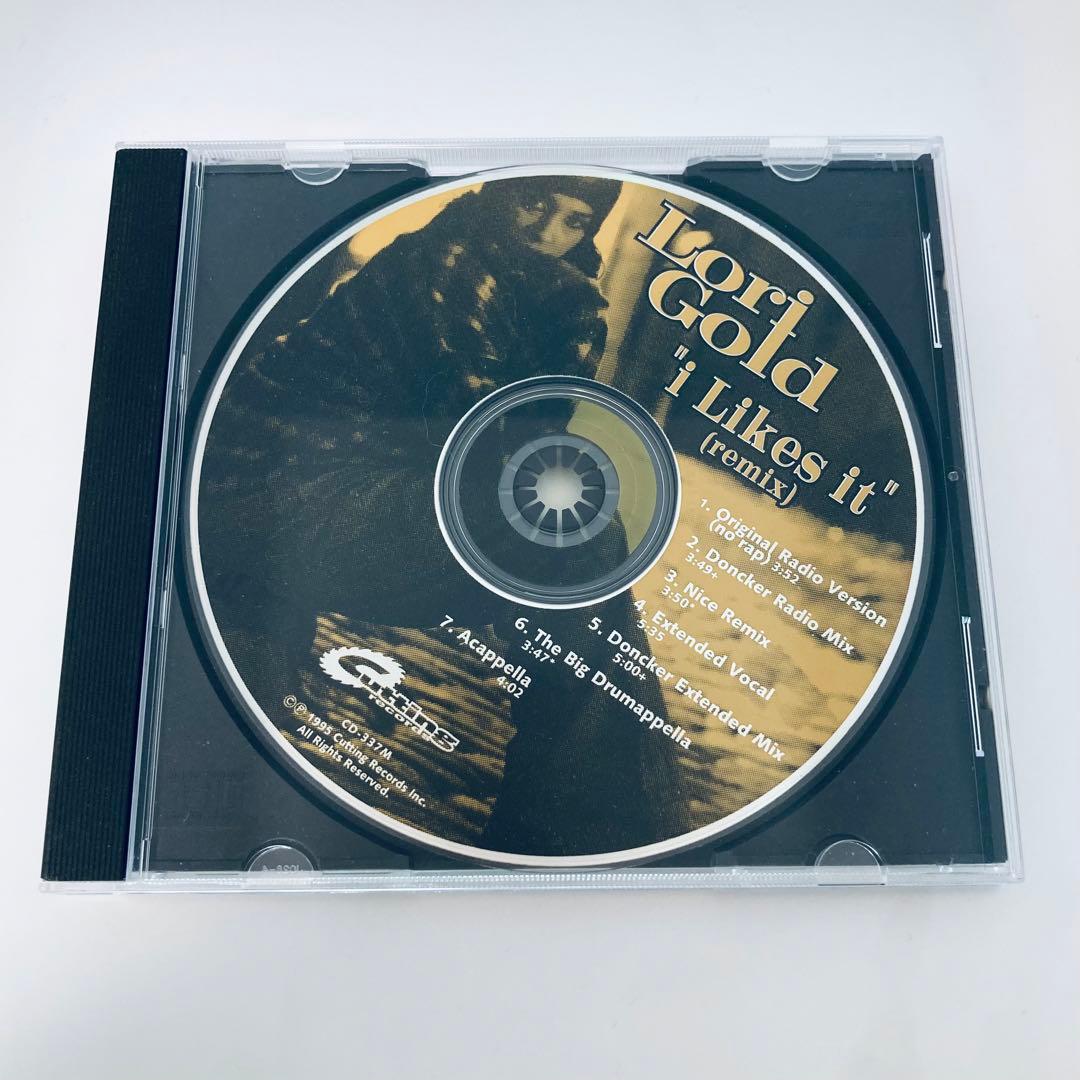 Lori
Gold
"i Likes it"
(remix)
1. Original Radio Version
(no rap) 3:52
2. Doncker Radio Mix
3:49+
3. Nice Remix
3:50*
4. Extended Vocal
5:35
5. Doncker Extended Mix
5:00+
6. The Big Drumappella
3:47*
7. Acappella
4:02
Cutting
records
©℗ 1995 Cutting Records Inc.
CD-337M
All Rights Reserved.